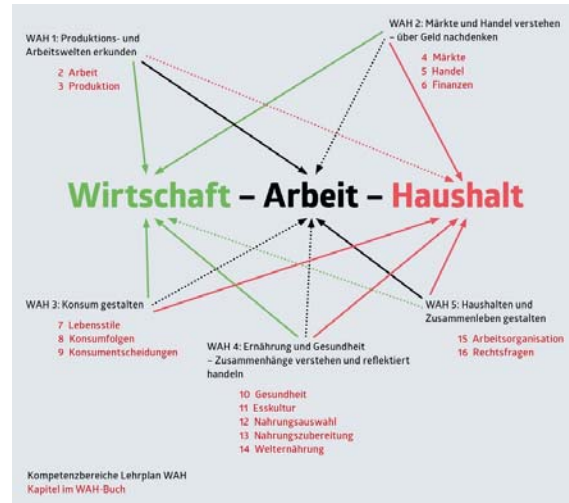 WAH 1: Produktions- und
Arbeitswelten erkunden
2 Arbeit
3 Produktion
WAH 2: Märkte und Handel verstehen
– über Geld nachdenken
4 Märkte
5 Handel
6 Finanzen
Wirtschaft – Arbeit – Haushalt
WAH 3: Konsum gestalten
7 Lebensstile
8 Konsumfolgen
9 Konsumentscheidungen
WAH 4: Ernährung und Gesundheit
– Zusammenhänge verstehen und reflektiert
handeln
10 Gesundheit
11 Esskultur
12 Nahrungsauswahl
13 Nahrungszubereitung
14 Welternährung
WAH 5: Haushalten und
Zusammenleben gestalten
15 Arbeitsorganisation
16 Rechtsfragen
Kompetenzbereiche Lehrplan WAH
Kapitel im WAH-Buch